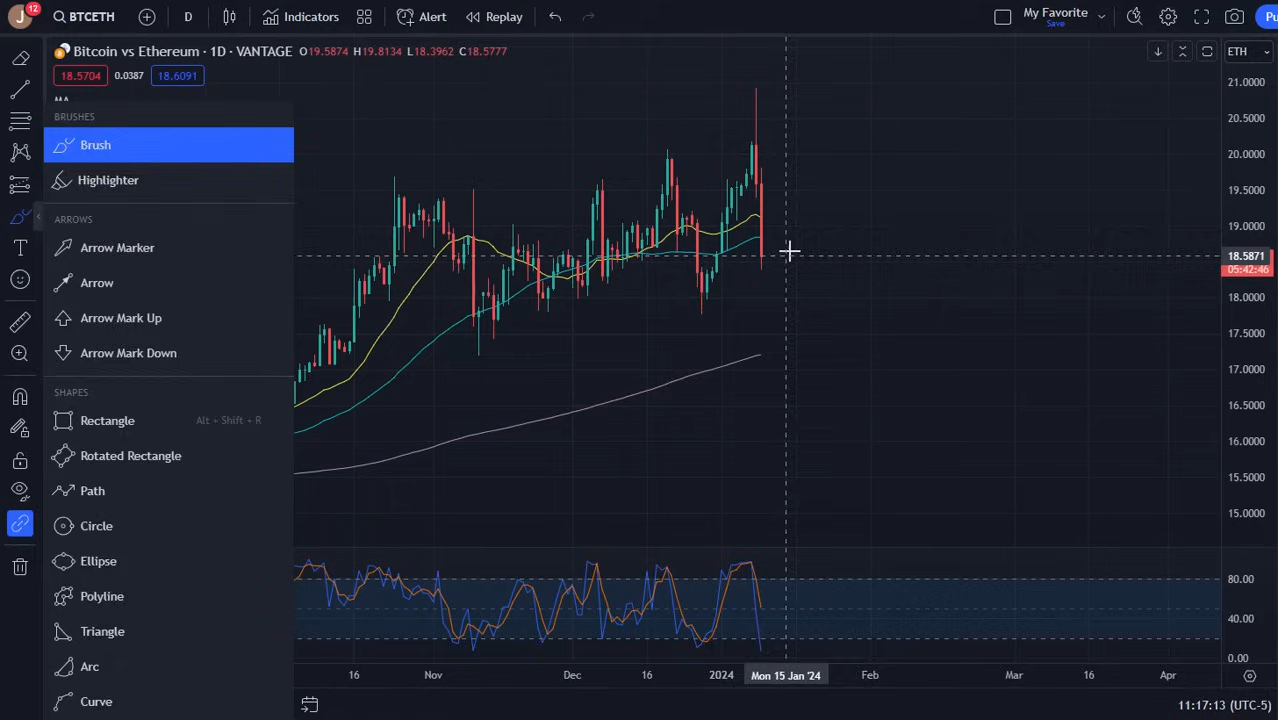 J 12 BTCETH D Indicators Alert Replay My Favorite Save Pu
Bitcoin vs Ethereum · 1D · VANTAGE O19.5874 H19.8134 L18.3962 C18.5777 ETH
18.5704 0.0387 18.6091
MA
BRUSHES
Brush
Highlighter
ARROWS
Arrow Marker
Arrow
Arrow Mark Up
Arrow Mark Down
SHAPES
Rectangle Alt + Shift + R
Rotated Rectangle
Path
Circle
Ellipse
Polyline
Triangle
Arc
Curve
21.0000
20.5000
20.0000
19.5000
19.0000
18.5871
05:42:46
18.0000
17.5000
17.0000
16.5000
16.0000
15.5000
15.0000
80.00
40.00
0.00
16 Nov Dec 16 2024 Mon 15 Jan '24 Feb Mar 16 Apr
11:17:13 (UTC-5)